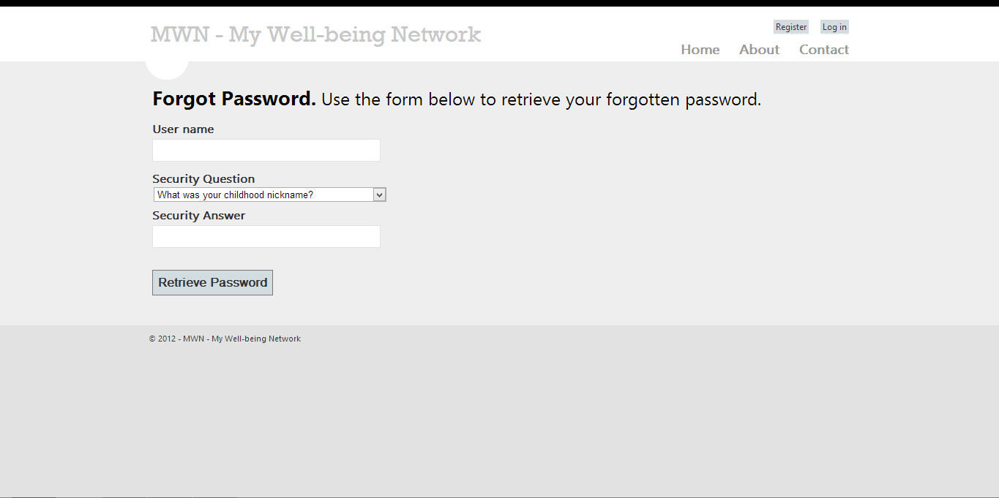 MWN - My Well-being Network
Register Log in
Home About Contact
Forgot Password. Use the form below to retrieve your forgotten password.
User name
Security Question
What was your childhood nickname?
Security Answer
Retrieve Password
© 2012 - MWN - My Well-being Network